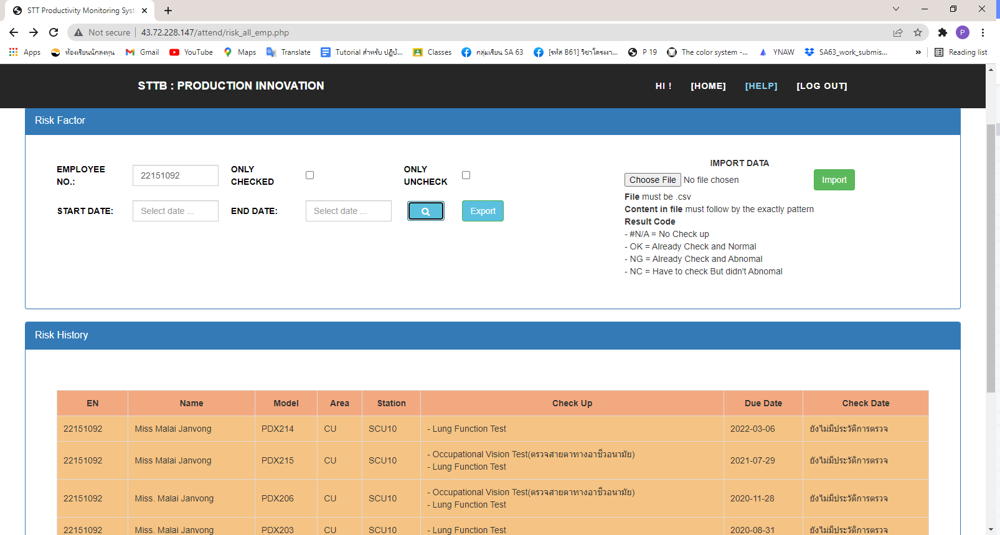 STT Productivity Monitoring Syst
Not secure
43.72.228.147/attend/risk_all_emp.php
P
Apps
ห้องเรียนนักลงทุน
Gmail
YouTube
Maps
Translate
Tutorial สำหรับ ปฏิบั...
Classes
กลุ่มเรียน SA 63
[รหัส B61] วิชาโครงงา...
P 19
The color system -...
YNAW
SA63_work_submis...
»
Reading list
STTB : PRODUCTION INNOVATION
HI !
[HOME]
[HELP]
[LOG OUT]
Risk Factor
EMPLOYEE
NO.:
22151092
ONLY
CHECKED
ONLY
UNCHECK
START DATE:
Select date ...
END DATE:
Select date ...
Export
IMPORT DATA
Choose File No file chosen
Import
File must be .csv
Content in file must follow by the exactly pattern
Result Code
- #N/A = No Check up
- OK = Already Check and Normal
- NG = Already Check and Abnomal
- NC = Have to check But didn't Abnomal
Risk History
EN Name Model Area Station Check Up Due Date Check Date
22151092 Miss Malai Janvong PDX214 CU SCU10 - Lung Function Test 2022-03-06 ยังไม่มีประวัติการตรวจ
22151092 Miss Malai Janvong PDX215 CU SCU10 - Occupational Vision Test(ตรวจสายตาทางอาชีวอนามัย) 2021-07-29 ยังไม่มีประวัติการตรวจ
- Lung Function Test
22151092 Miss. Malai Janvong PDX206 CU SCU10 - Occupational Vision Test(ตรวจสายตาทางอาชีวอนามัย) 2020-11-28 ยังไม่มีประวัติการตรวจ
- Lung Function Test
22151092 Miss. Malai Janvong PDX203 CU SCU10 - Lung Function Test 2020-08-31 ยังไม่มีประวัติการตรวจ